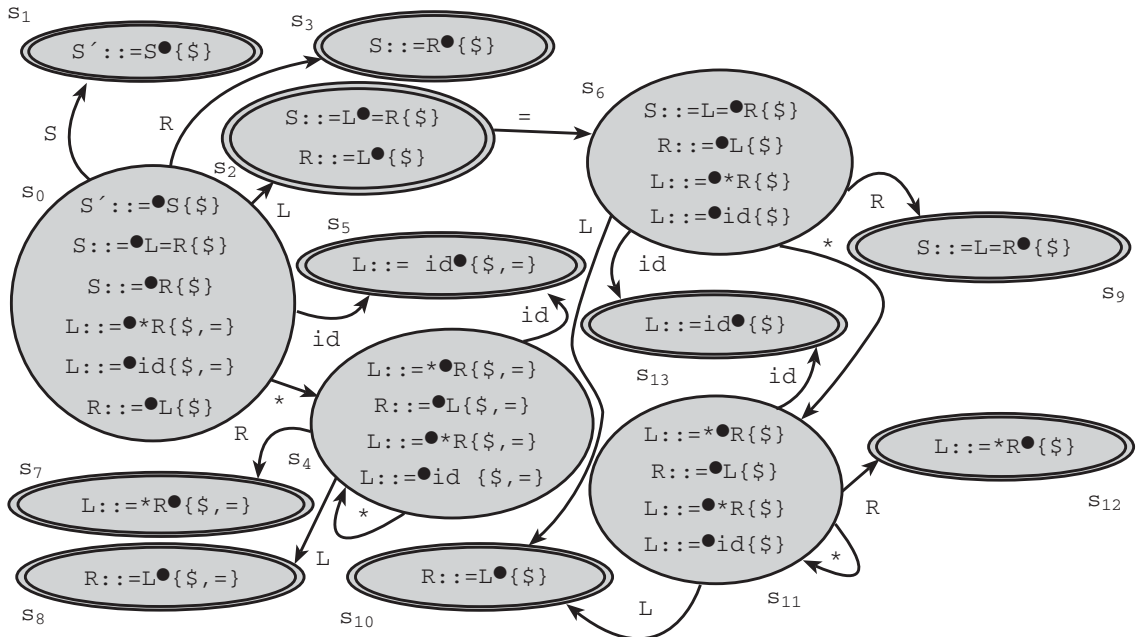 s1
S´::=S●{$}
s3
S::=R●{$}
S
R
s2
S::=L●=R{$}
R::=L●{$}
=
s6
S::=L=●R{$}
R::=●L{$}
L::=●*R{$}
L::=●id{$}
s0
S´::=●S{$}
S::=●L=R{$}
S::=●R{$}
L::=●*R{$,=}
L::=●id{$,=}
R::=●L{$}
L
s5
L::= id●{$,=}
id
id
L
id
*
R
S::=L=R●{$}
s9
L::=id●{$}
s13
id
*
R
s4
L::=*●R{$,=}
R::=●L{$,=}
L::=●*R{$,=}
L::=●id {$,=}
*
s7
L::=*R●{$,=}
L
R::=L●{$,=}
s8
R::=L●{$}
s10
L
L::=*●R{$}
R::=●L{$}
L::=●*R{$}
L::=●id{$}
s11
*
R
L::=*R●{$}
s12